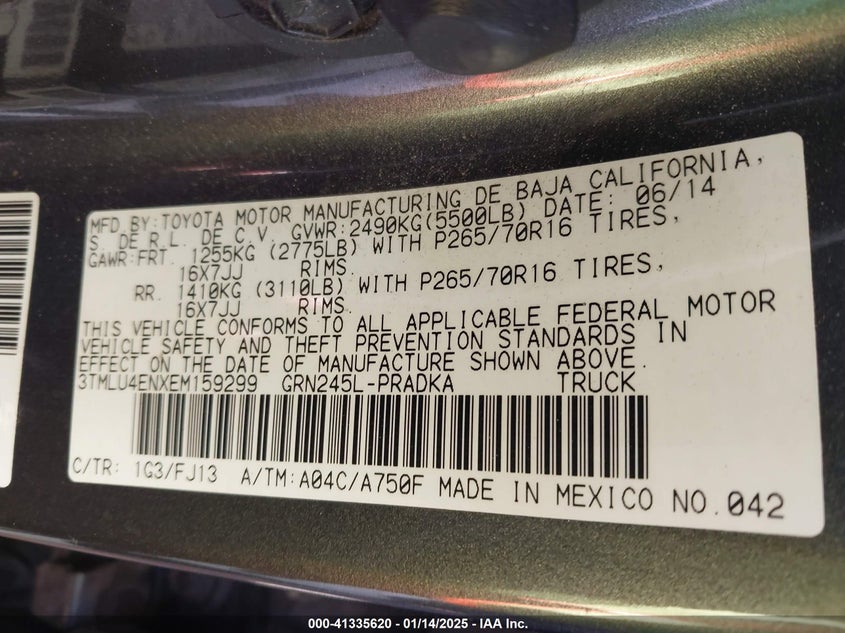 MFD.BY:TOYOTA MOTOR MANUFACTURING DE BAJA CALIFORNIA,
S. DE R.L. DE C.V. GVWR:2490KG(5500LB) DATE: 06/14
GAWR:FRT. 1255KG (2775LB) WITH P265/70R16 TIRES,
16X7JJ RIMS.
RR. 1410KG (3110LB) WITH P265/70R16 TIRES,
16X7JJ RIMS.
THIS VEHICLE CONFORMS TO ALL APPLICABLE FEDERAL MOTOR
VEHICLE SAFETY AND THEFT PREVENTION STANDARDS IN
EFFECT ON THE DATE OF MANUFACTURE SHOWN ABOVE.
3TMLU4ENXEM159299 GRN245L-PRADKA TRUCK
C/TR: 1G3/FJ13 A/TM:A04C/A750F MADE IN MEXICO NO.042
000-41335620 - 01/14/2025 - IAA Inc.